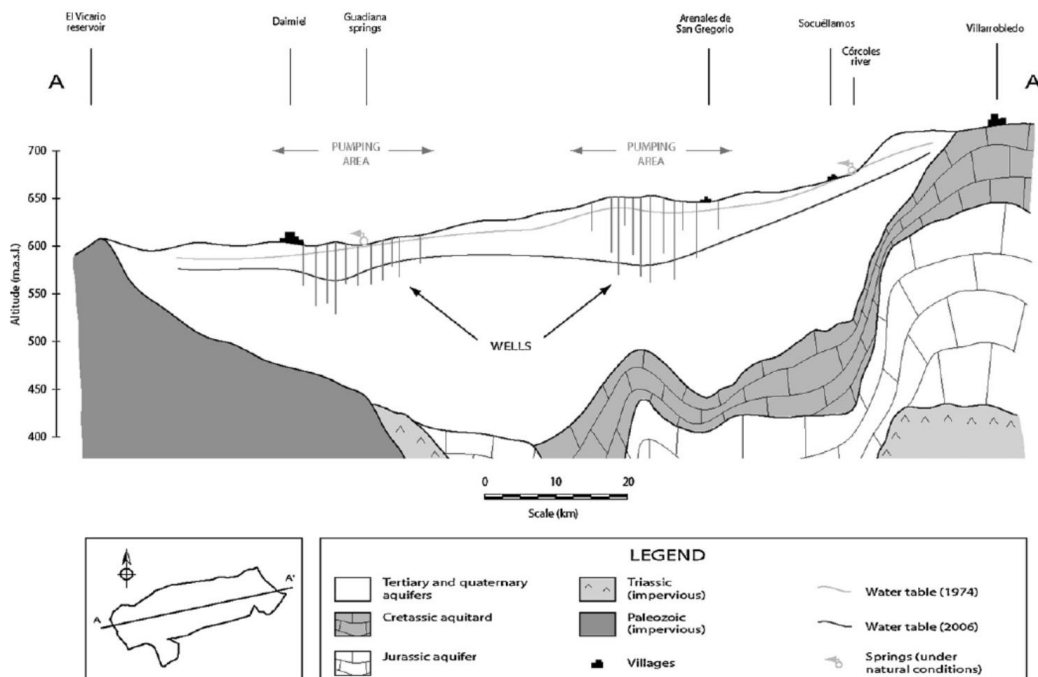 El Vicario
reservoir
Daimiel
Guadiana
springs
Arenales de
San Gregorio
Socuéllamos
Córcoles
river
Villarrobledo
A
A
PUMPING
AREA
PUMPING
AREA
700
650
600
550
500
450
400
Altitude (m.a.s.l.)
WELLS
0 10 20
Scale (km)
A
A'
LEGEND
Tertiary and quaternary
aquifers
Cretassic aquitard
Jurassic aquifer
Triassic
(impervious)
Paleozoic
(impervious)
Villages
Water table (1974)
Water table (2006)
Springs (under
natural conditions)